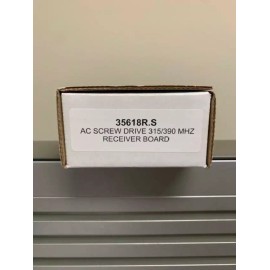 35618R.S
AC SCREW DRIVE 315/390 MHZ
RECEIVER BOARD